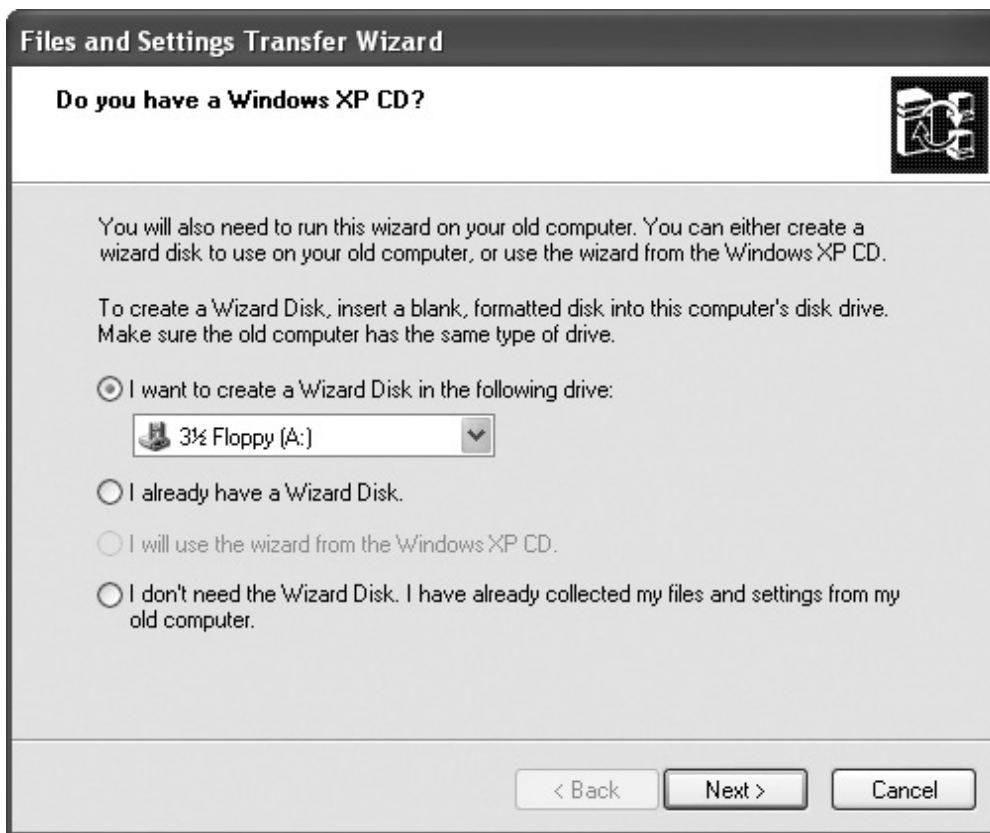 Files and Settings Transfer Wizard
Do you have a Windows XP CD?
You will also need to run this wizard on your old computer. You can either create a
wizard disk to use on your old computer, or use the wizard from the Windows XP CD.
To create a Wizard Disk, insert a blank, formatted disk into this computer's disk drive.
Make sure the old computer has the same type of drive.
I want to create a Wizard Disk in the following drive:
3½ Floppy (A:)
I already have a Wizard Disk.
I will use the wizard from the Windows XP CD.
I don't need the Wizard Disk. I have already collected my files and settings from my
old computer.
< Back Next > Cancel